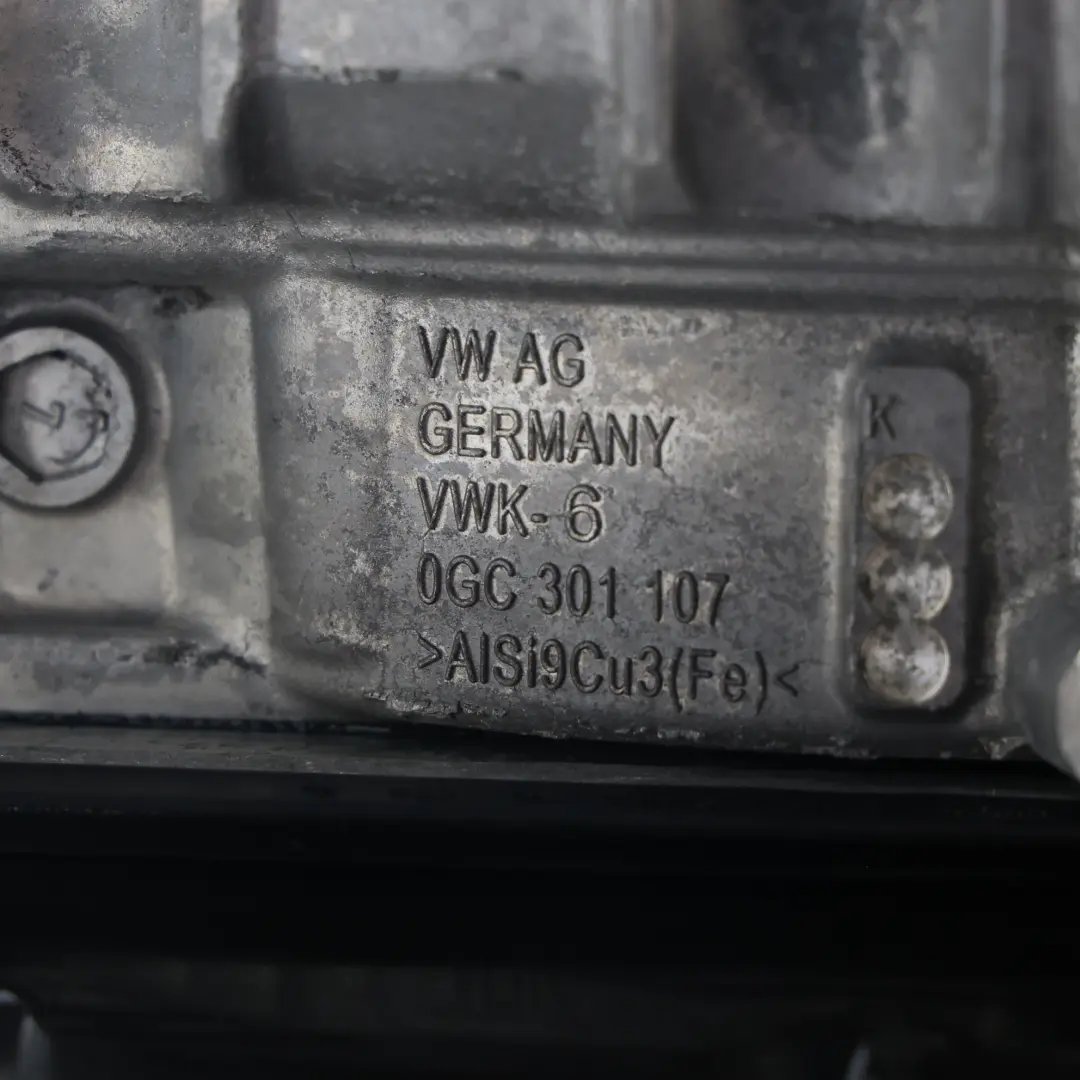 VW AG
GERMANY
VWK-6
0GC 301 107
>AlSi9Cu3(Fe)<
K